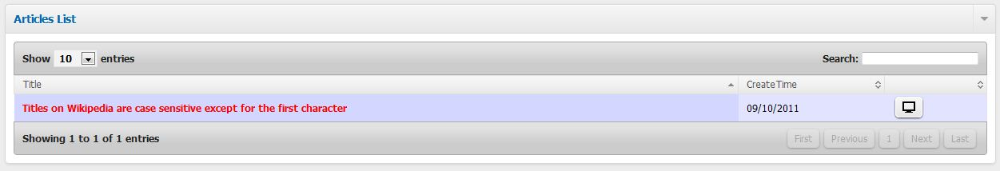 Articles List
Show 10 entries Search:
Title CreateTime
Titles on Wikipedia are case sensitive except for the first character 09/10/2011
Showing 1 to 1 of 1 entries First Previous 1 Next Last